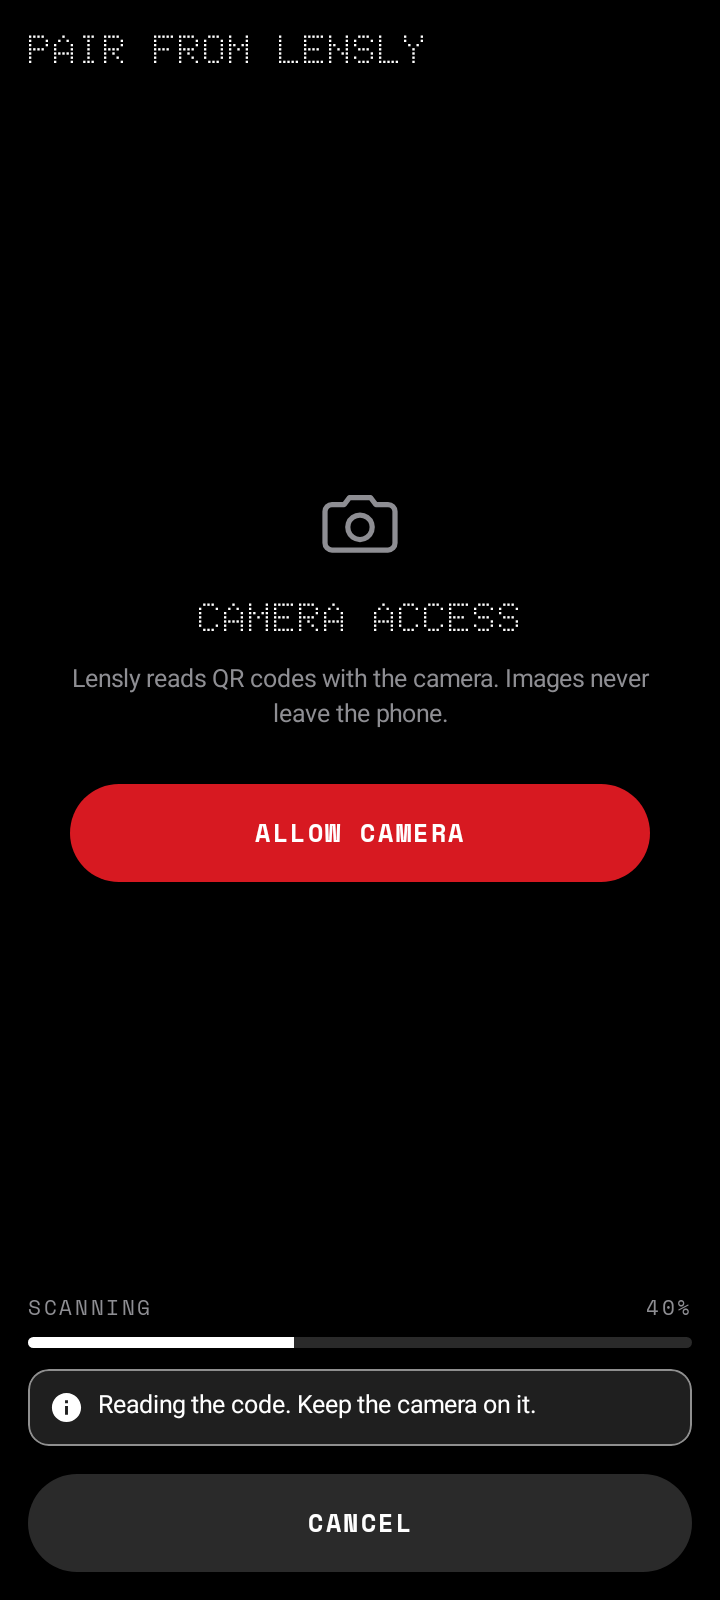 PAIR FROM LENSLY
CAMERA ACCESS
Lensly reads QR codes with the camera. Images never
leave the phone.
ALLOW CAMERA
SCANNING 40%
Reading the code. Keep the camera on it.
CANCEL